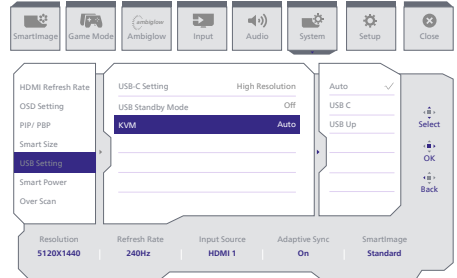 ambiglow
SmartImage Game Mode Ambiglow Input Audio System Setup Close
HDMI Refresh Rate
OSD Setting
PIP/ PBP
Smart Size
USB Setting
Smart Power
Over Scan
USB-C Setting High Resolution
USB Standby Mode Off
KVM Auto
Auto
USB C
USB Up
Select
OK
Back
Resolution Refresh Rate Input Source Adaptive Sync SmartImage
5120X1440 240Hz HDMI 1 On Standard